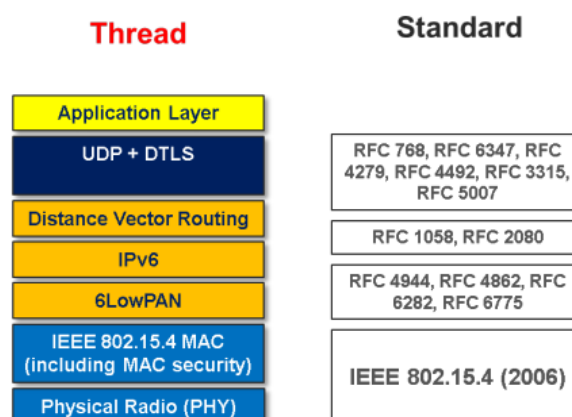 Thread
Standard
Application Layer
UDP + DTLS
RFC 768, RFC 6347, RFC
4279, RFC 4492, RFC 3315,
RFC 5007
Distance Vector Routing
RFC 1058, RFC 2080
IPv6
6LowPAN
RFC 4944, RFC 4862, RFC
6282, RFC 6775
IEEE 802.15.4 MAC
(including MAC security)
Physical Radio (PHY)
IEEE 802.15.4 (2006)